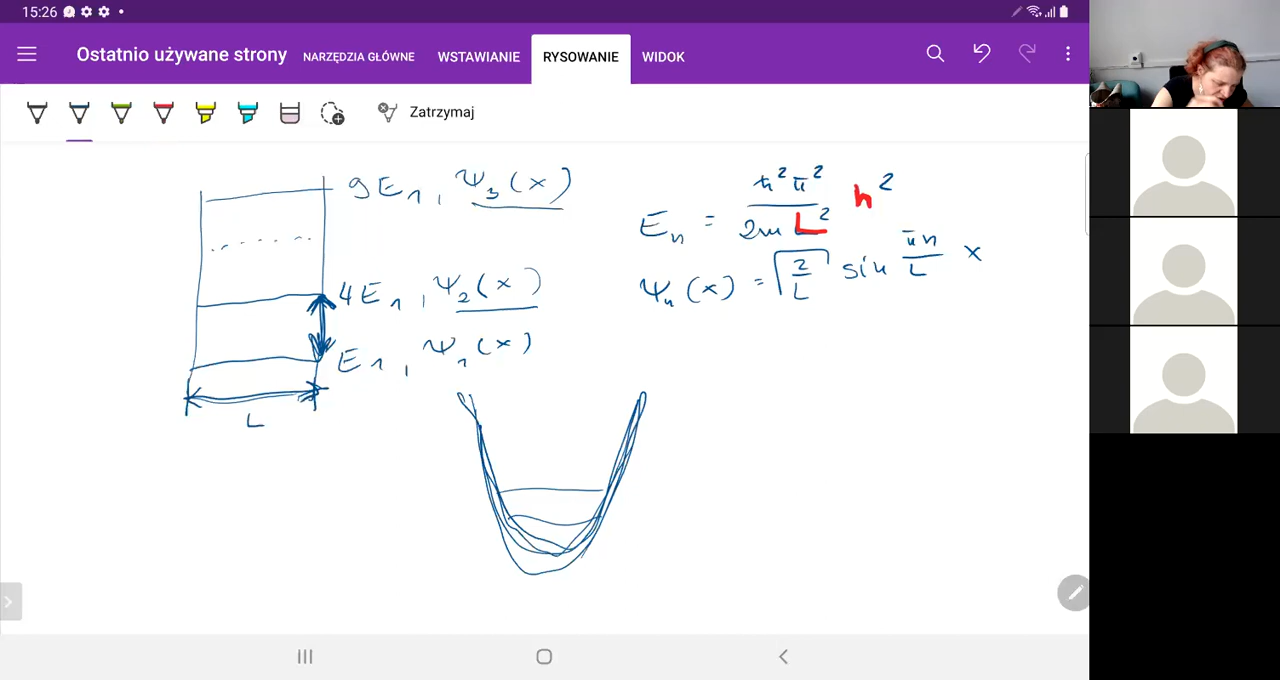 15:26
Ostatnio używane strony NARZĘDZIA GŁÓWNE WSTAWIANIE RYSOWANIE WIDOK
Zatrzymaj
9E₁, Ψ₃(x)
4E₁, Ψ₂(x)
E₁, Ψ₁(x)
L
Eₙ = ħ²π²/2mL² n²
Ψₙ(x) = √(2/L) sin πn/L x